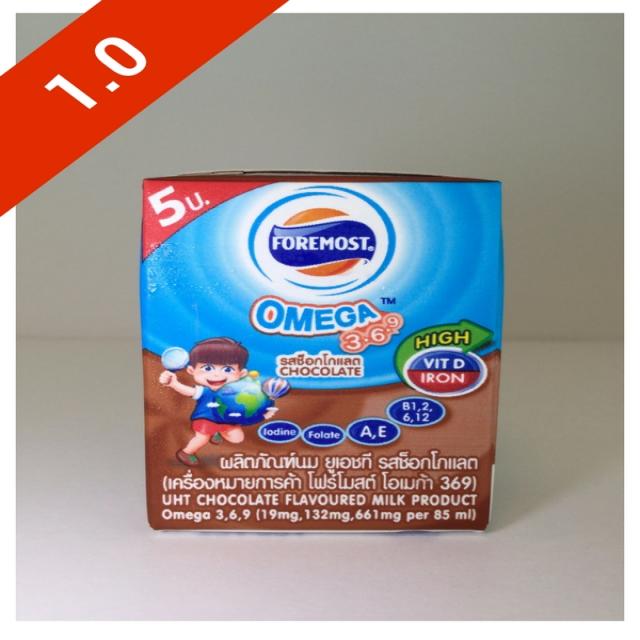 1.0
5บ.
FOREMOST®
OMEGA™
3·6·9
รสช็อกโกแลต
CHOCOLATE
HIGH
VIT D
IRON
B1,2,
6,12
Iodine
Folate
A,E
ผลิตภัณฑ์นม ยูเอชที รสช็อกโกแลต
(เครื่องหมายการค้า โฟร์โมสต์ โอเมก้า 369)
UHT CHOCOLATE FLAVOURED MILK PRODUCT
Omega 3,6,9 (19mg,132mg,661mg per 85 ml)